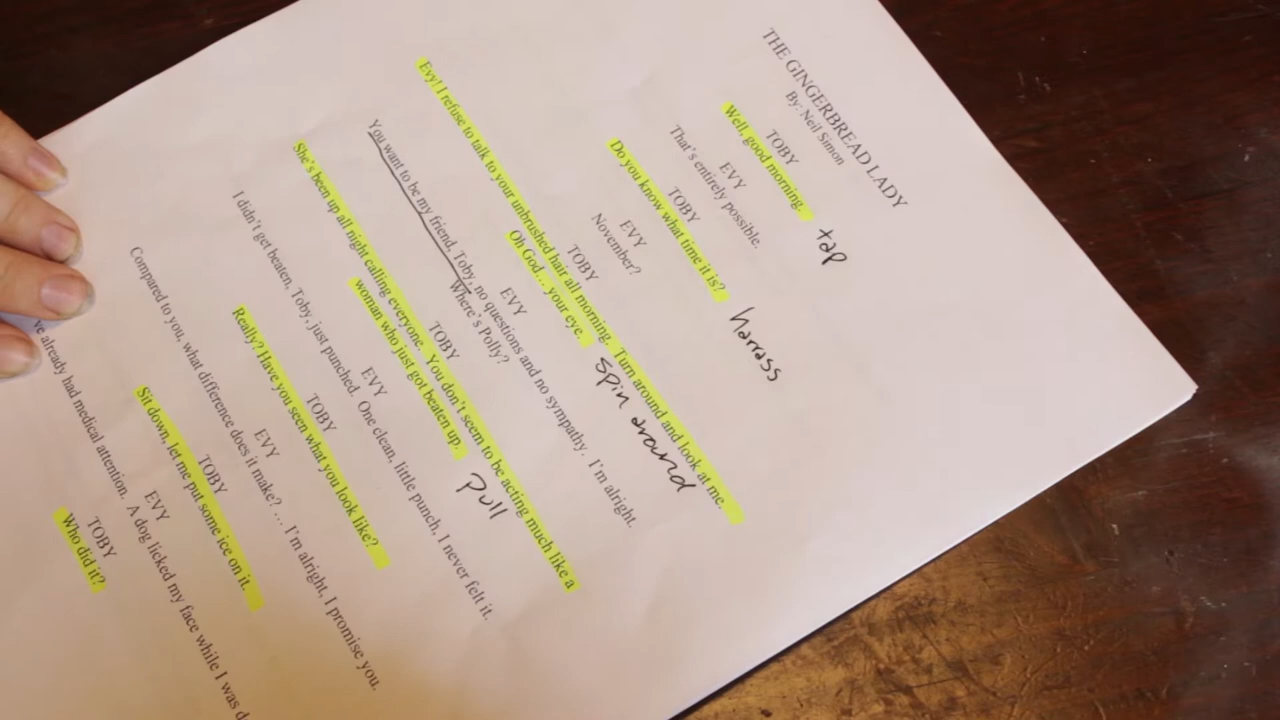 THE GINGERBREAD LADY
By: Neil Simon
TOBY
Well, good morning. tap
EVY
That's entirely possible.
TOBY
Do you know what time it is? harrass
EVY
November?
TOBY
Evy! I refuse to talk to your unbrushed hair all morning. Turn around and look at me.
Oh God... your eye. spin around
EVY
You want to be my friend, Toby, no questions and no sympathy. I'm alright.
Where's Polly?
TOBY
She's been up all night calling everyone. You don't seem to be acting much like a
woman who just got beaten up. pull
EVY
I didn't get beaten, Toby, just punched. One clean, little punch, I never felt it.
TOBY
Really? Have you seen what you look like?
EVY
Compared to you, what difference does it make? ... I'm alright, I promise you.
TOBY
Sit down, let me put some ice on it.
EVY
've already had medical attention. A dog licked my face while I was
TOBY
Who did it?